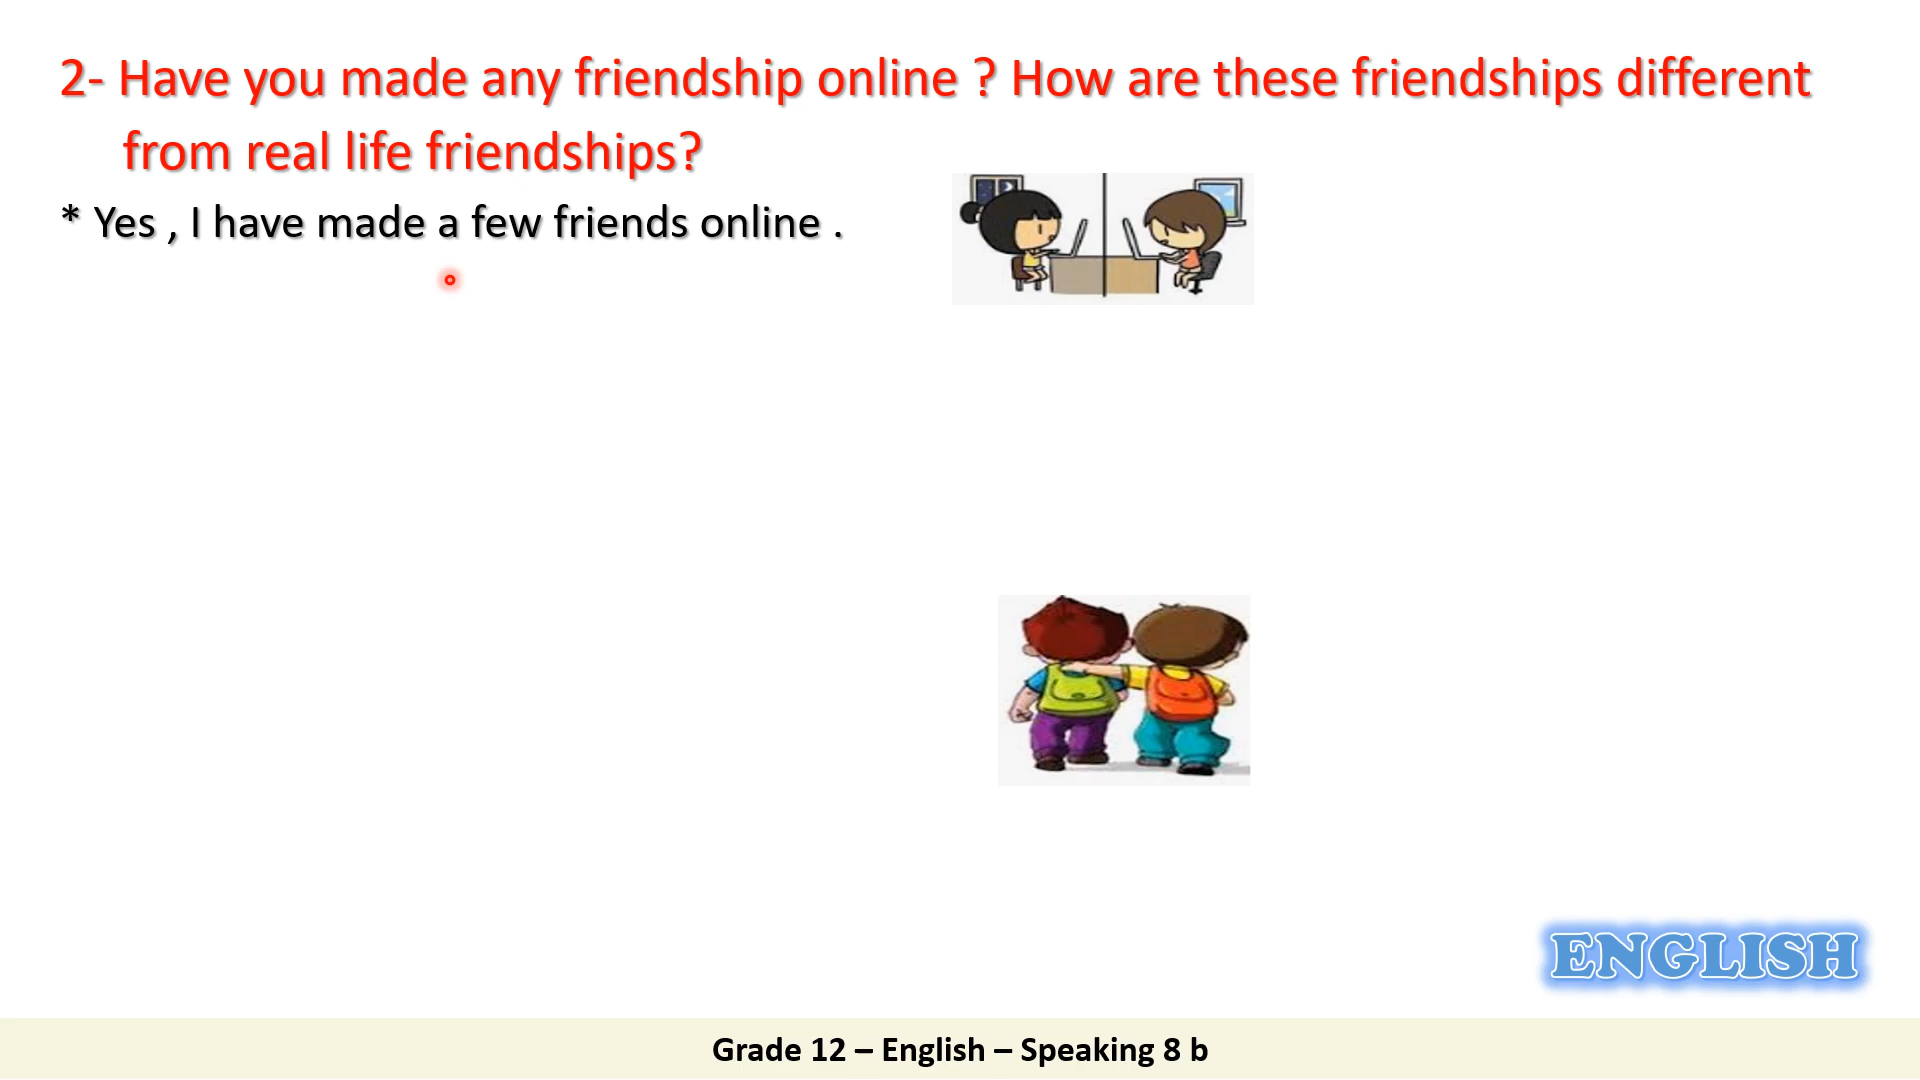 2- Have you made any friendship online ? How are these friendships different
from real life friendships?
* Yes , I have made a few friends online .
ENGLISH
Grade 12 – English – Speaking 8 b